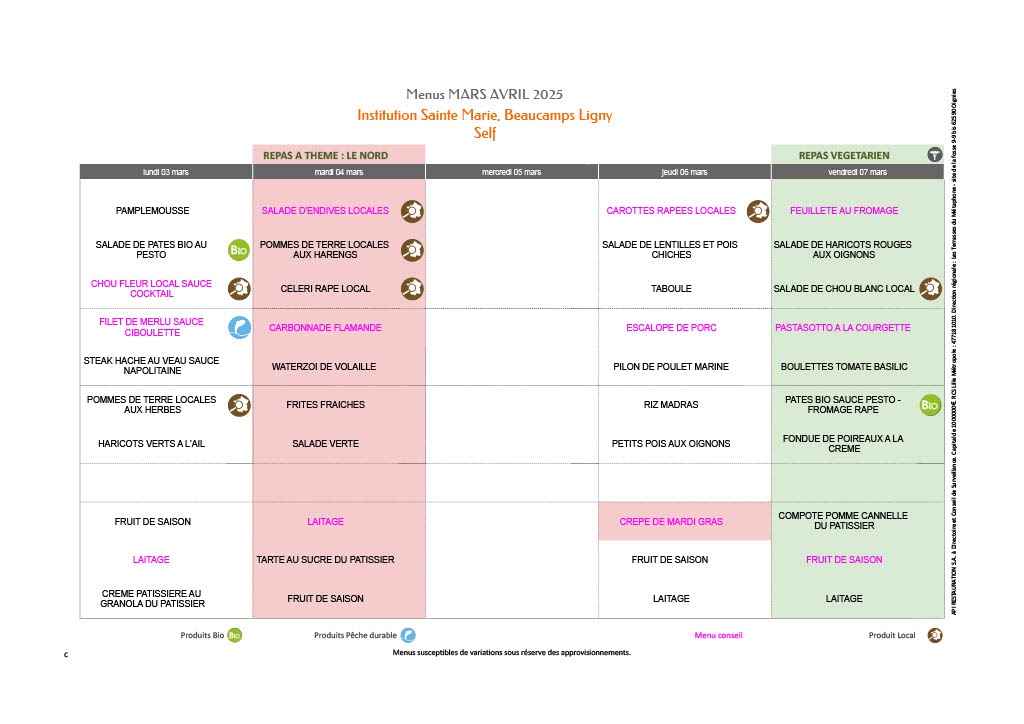 Menus MARS AVRIL 2025
Institution Sainte Marie, Beaucamps Ligny
Self
REPAS A THEME : LE NORD
REPAS VEGETARIEN
lundi 03 mars
mardi 04 mars
mercredi 05 mars
jeudi 06 mars
vendredi 07 mars
PAMPLEMOUSSE
SALADE D'ENDIVES LOCALES
CAROTTES RAPEES LOCALES
FEUILLETE AU FROMAGE
SALADE DE PATES BIO AU
PESTO
Bio
POMMES DE TERRE LOCALES
AUX HARENGS
SALADE DE LENTILLES ET POIS
CHICHES
SALADE DE HARICOTS ROUGES
AUX OIGNONS
CHOU FLEUR LOCAL SAUCE
COCKTAIL
CELERI RAPE LOCAL
TABOULE
SALADE DE CHOU BLANC LOCAL
FILET DE MERLU SAUCE
CIBOULETTE
CARBONNADE FLAMANDE
ESCALOPE DE PORC
PASTASOTTO A LA COURGETTE
STEAK HACHE AU VEAU SAUCE
NAPOLITAINE
WATERZOI DE VOLAILLE
PILON DE POULET MARINE
BOULETTES TOMATE BASILIC
POMMES DE TERRE LOCALES
AUX HERBES
FRITES FRAICHES
RIZ MADRAS
PATES BIO SAUCE PESTO -
FROMAGE RAPE
Bio
HARICOTS VERTS A L'AIL
SALADE VERTE
PETITS POIS AUX OIGNONS
FONDUE DE POIREAUX A LA
CREME
FRUIT DE SAISON
LAITAGE
CREPE DE MARDI GRAS
COMPOTE POMME CANNELLE
DU PATISSIER
LAITAGE
TARTE AU SUCRE DU PATISSIER
FRUIT DE SAISON
FRUIT DE SAISON
CREME PATISSIERE AU
GRANOLA DU PATISSIER
FRUIT DE SAISON
LAITAGE
LAITAGE
Produits Bio
Bio
Produits Pêche durable
Menu conseil
Produit Local
C
Menus susceptibles de variations sous réserve des approvisionnements.
API RESTAURATION S.A. à Directoire et Conseil de Surveillance. Capital de 1000000€. RCS Lille Métropole : 477181010. Direction régionale : Les Terrasses du Métaphone - site de la fosse 9-9 bis 62590 Oignies